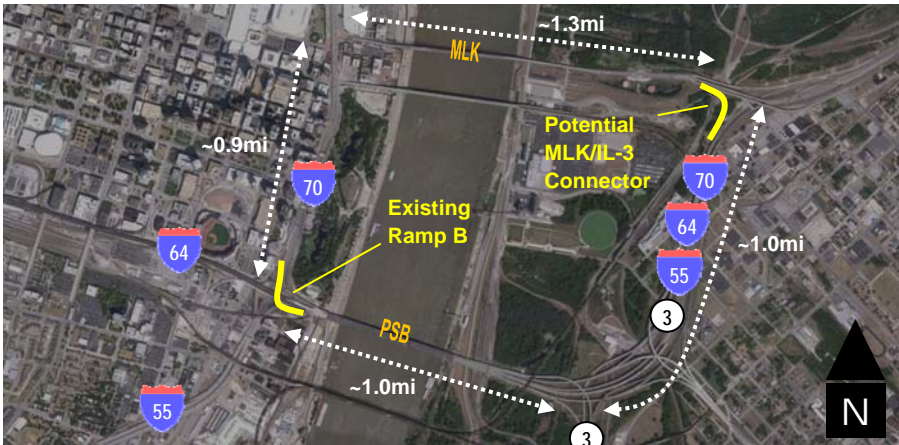 ~1.3mi
MLK
~0.9mi
Potential
MLK/IL-3
Connector
70
70
Existing
Ramp B
64
64
~1.0mi
55
3
PSB
~1.0mi
55
3
N